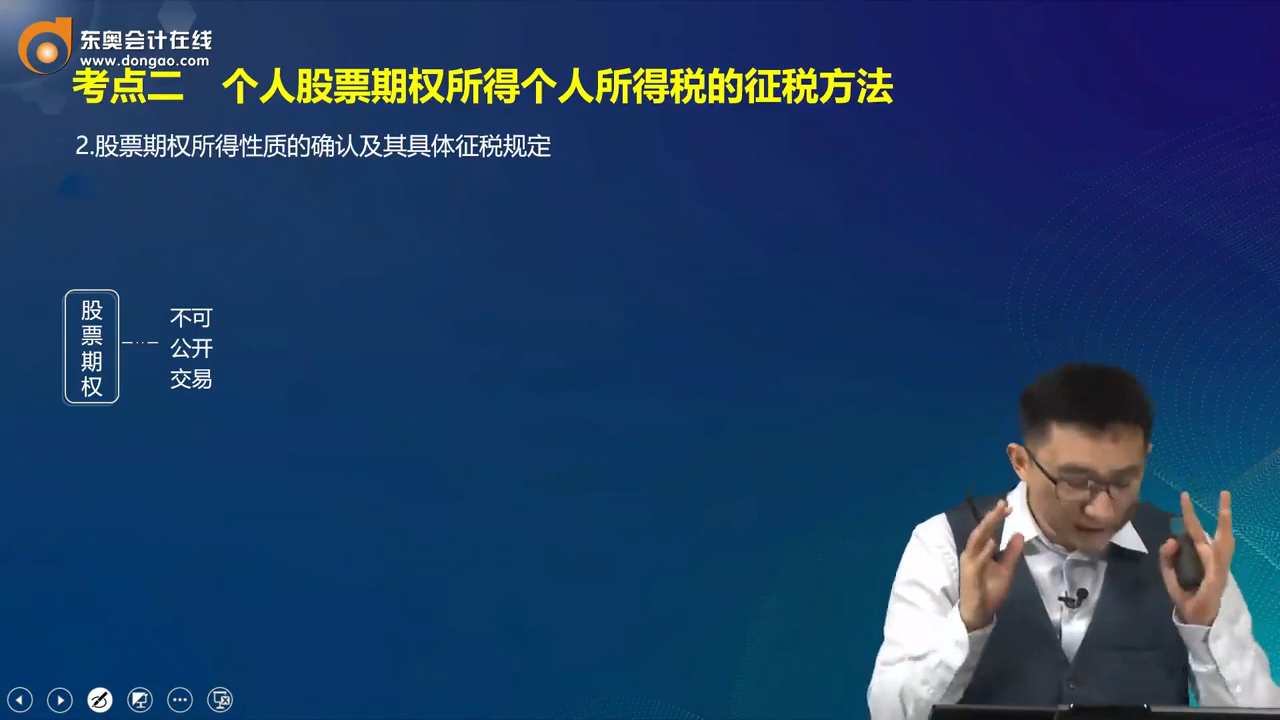 东奥会计在线
www.dongao.com
考点二 个人股票期权所得个人所得税的征税方法
2.股票期权所得性质的确认及其具体征税规定
股票期权
不可
公开
交易